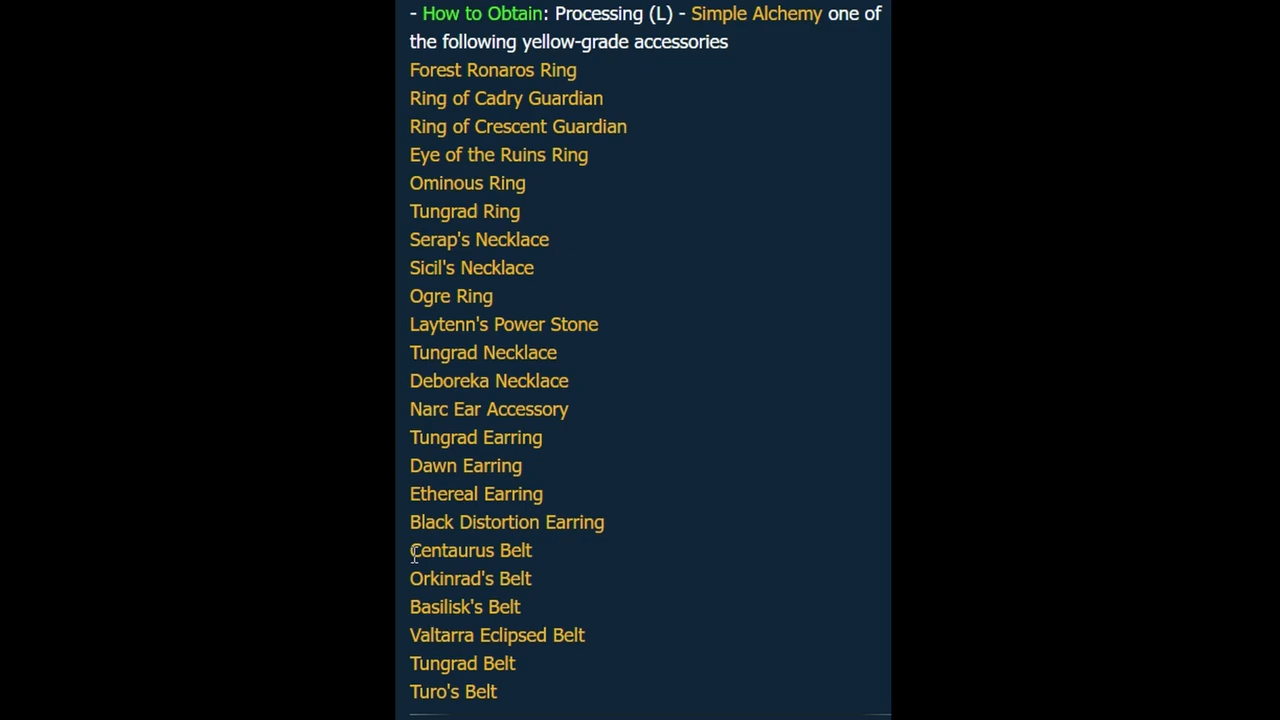 - How to Obtain: Processing (L) - Simple Alchemy one of
the following yellow-grade accessories
Forest Ronaros Ring
Ring of Cadry Guardian
Ring of Crescent Guardian
Eye of the Ruins Ring
Ominous Ring
Tungrad Ring
Serap's Necklace
Sicil's Necklace
Ogre Ring
Laytenn's Power Stone
Tungrad Necklace
Deboreka Necklace
Narc Ear Accessory
Tungrad Earring
Dawn Earring
Ethereal Earring
Black Distortion Earring
Centaurus Belt
Orkinrad's Belt
Basilisk's Belt
Valtarra Eclipsed Belt
Tungrad Belt
Turo's Belt